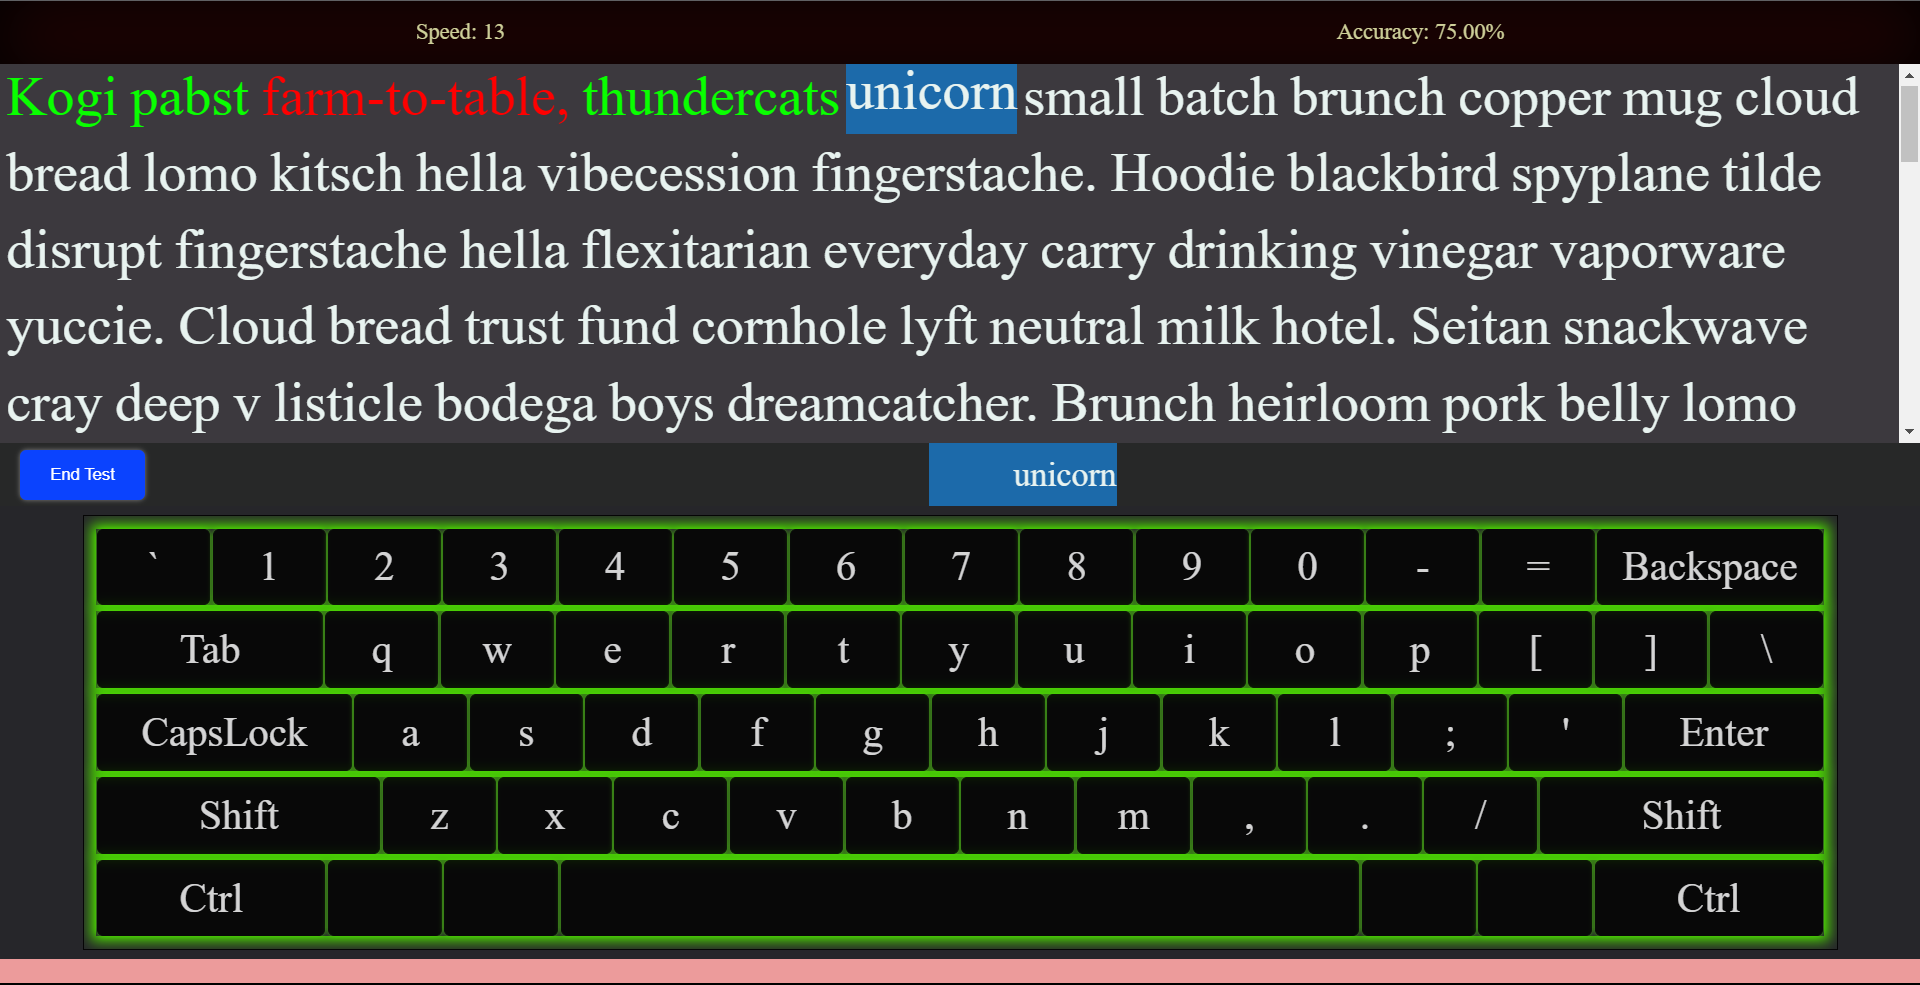 Speed: 13 Accuracy: 75.00%
Kogi pabst farm-to-table, thundercats unicorn small batch brunch copper mug cloud
bread lomo kitsch hella vibecession fingerstache. Hoodie blackbird spyplane tilde
disrupt fingerstache hella flexitarian everyday carry drinking vinegar vaporware
yuccie. Cloud bread trust fund cornhole lyft neutral milk hotel. Seitan snackwave
cray deep v listicle bodega boys dreamcatcher. Brunch heirloom pork belly lomo
End Test unicorn
` 1 2 3 4 5 6 7 8 9 0 - = Backspace
Tab q w e r t y u i o p [ ] \
CapsLock a s d f g h j k l ; ' Enter
Shift z x c v b n m , . / Shift
Ctrl Ctrl